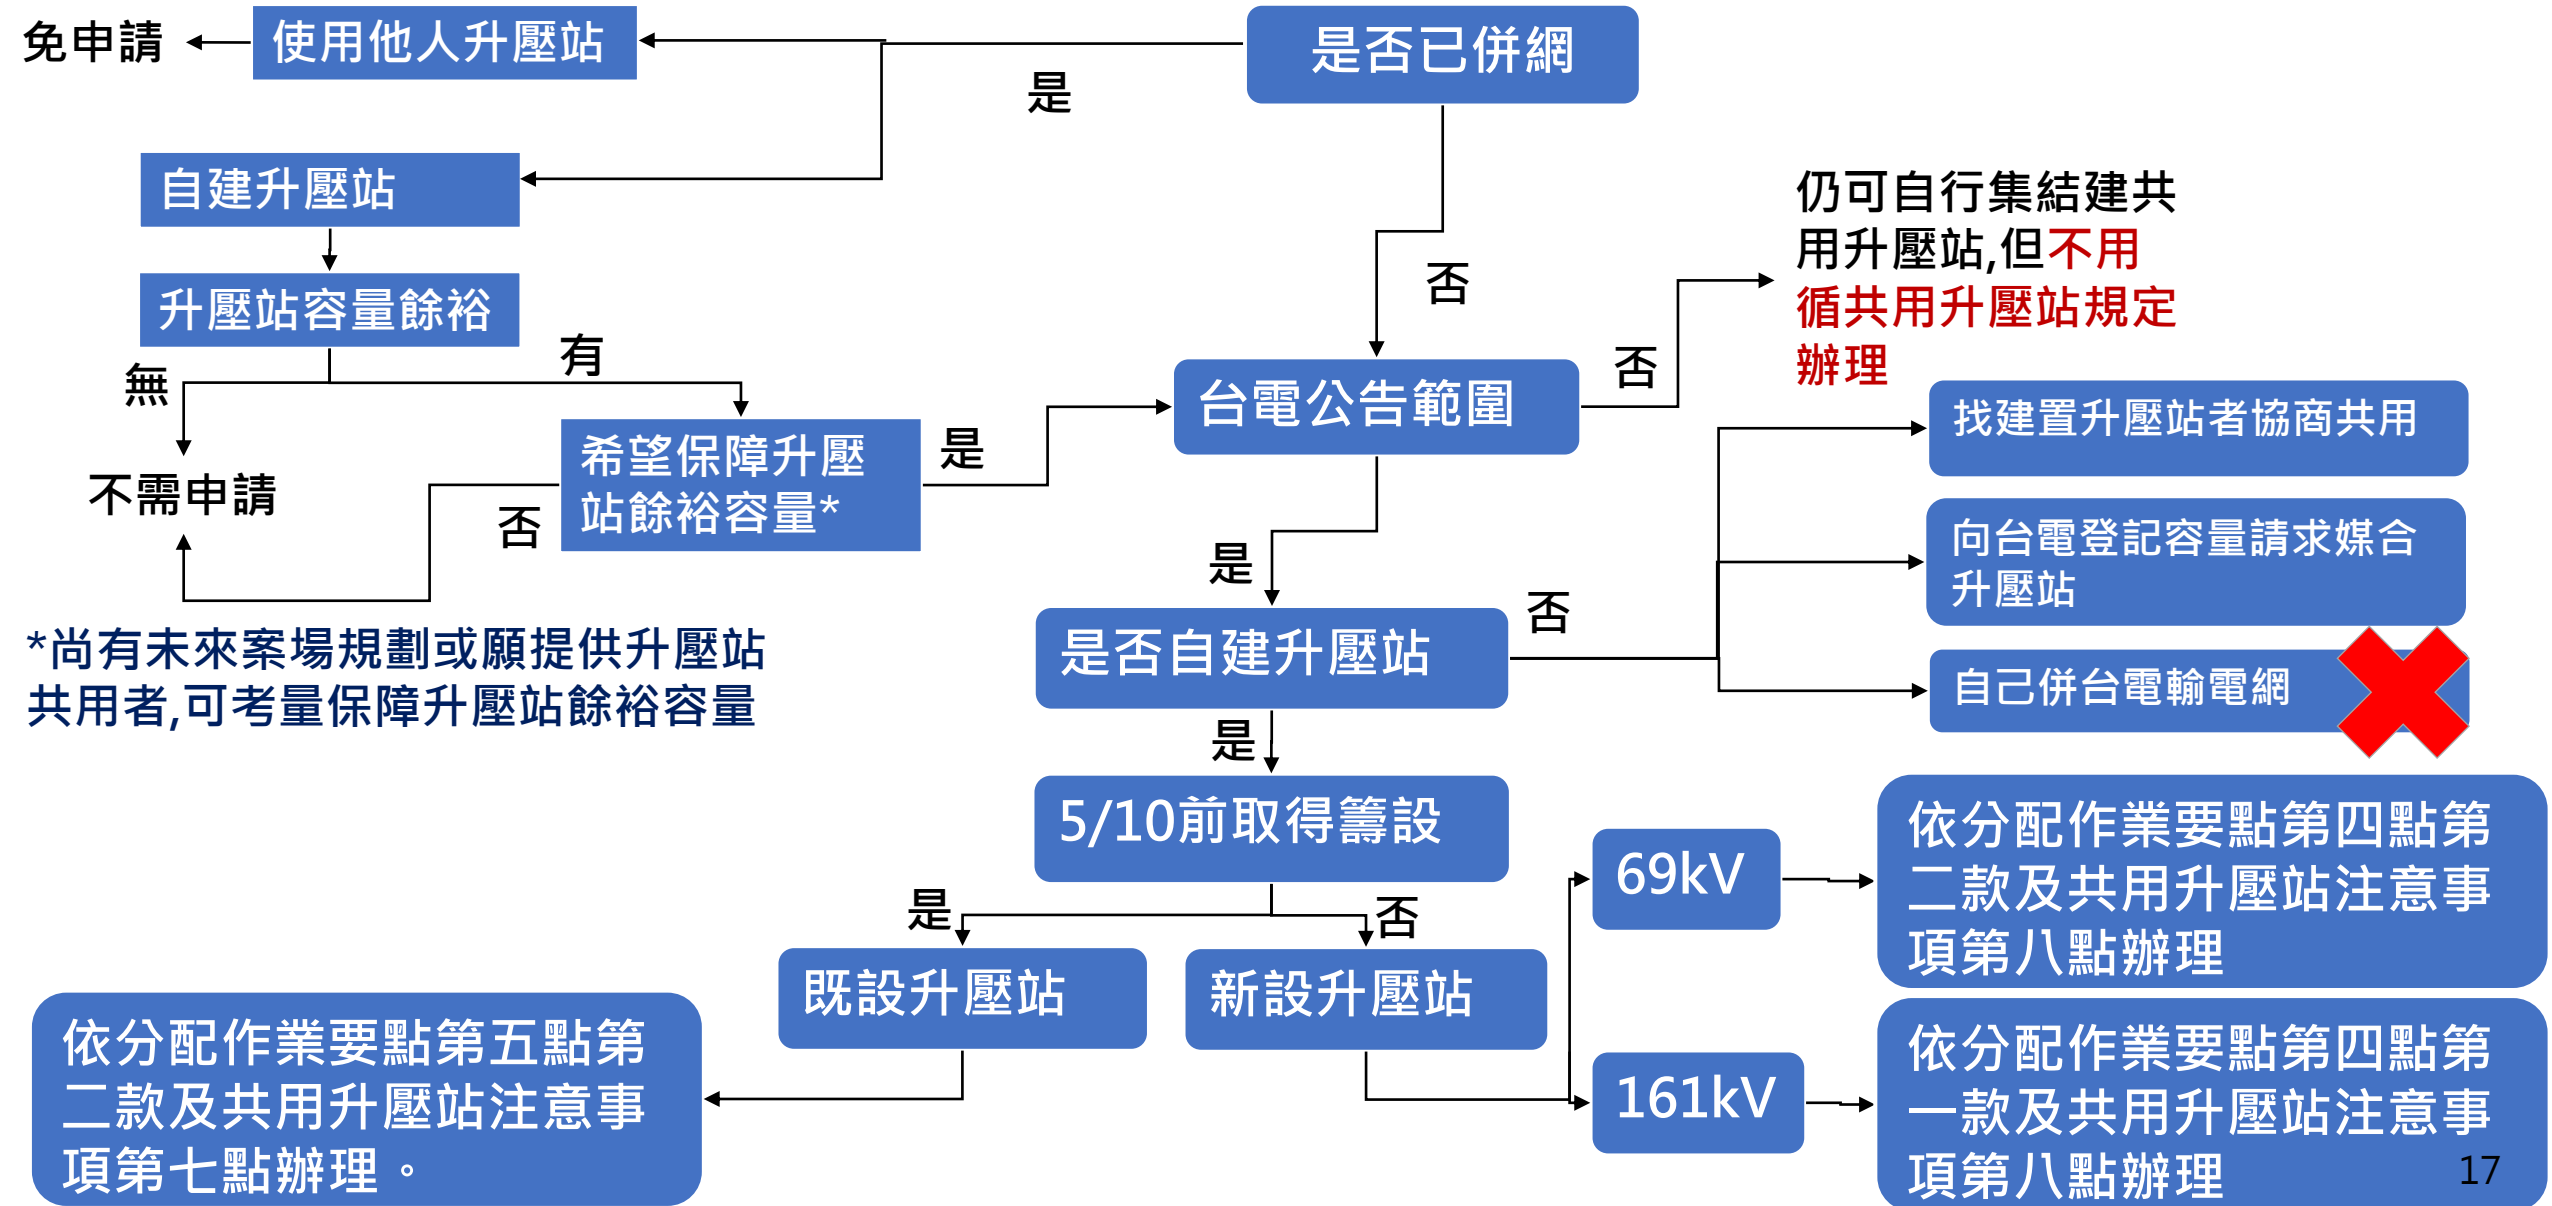 免申請
使用他人升壓站
是否已併網
是
自建升壓站
仍可自行集結建共
用升壓站,但不用
循共用升壓站規定
辦理
否
升壓站容量餘裕
無
有
否
台電公告範圍
找建置升壓站者協商共用
希望保障升壓
站餘裕容量*
是
不需申請
否
向台電登記容量請求媒合
升壓站
是
否
*尚有未來案場規劃或願提供升壓站
共用者,可考量保障升壓站餘裕容量
是否自建升壓站
自己併台電輸電網
是
5/10前取得籌設
69kV
依分配作業要點第四點第
二款及共用升壓站注意事
項第八點辦理
是
否
既設升壓站
新設升壓站
依分配作業要點第五點第
二款及共用升壓站注意事
項第七點辦理。
161kV
依分配作業要點第四點第
一款及共用升壓站注意事
項第八點辦理
17